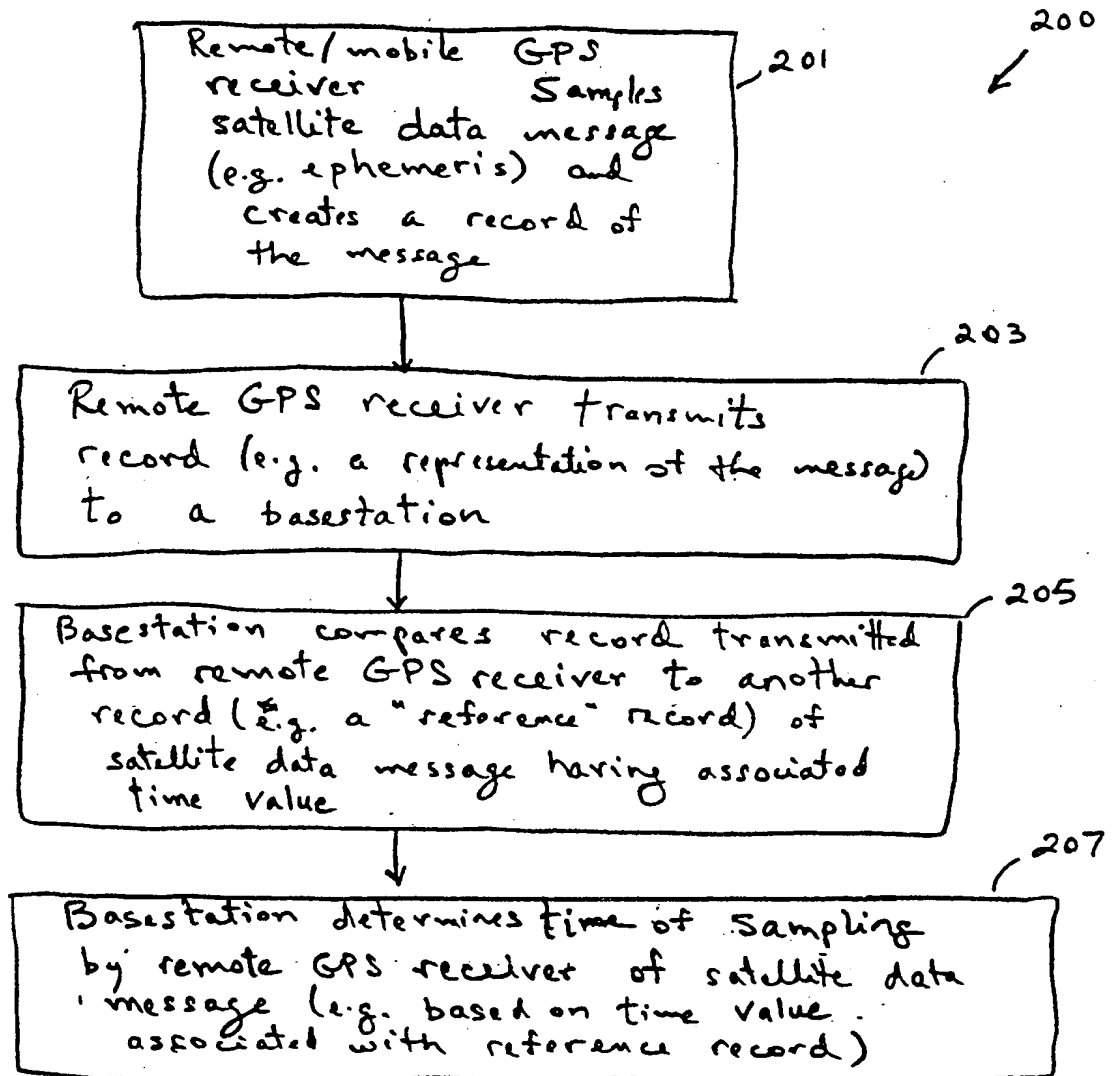 200
Remote/mobile GPS
201
receiver samples
satellite data message
(e.g. ephemeris) and
creates a record of
the message
203
Remote GPS receiver transmits
record (e.g. a representation of the message)
to a basestation
205
Basestation compares record transmitted
from remote GPS receiver to another
record (e.g. a "reference" record) of
satellite data message having associated
time value
207
Basestation determines time of sampling
by remote GPS receiver of satellite data
message (e.g. based on time value
associated with reference record)